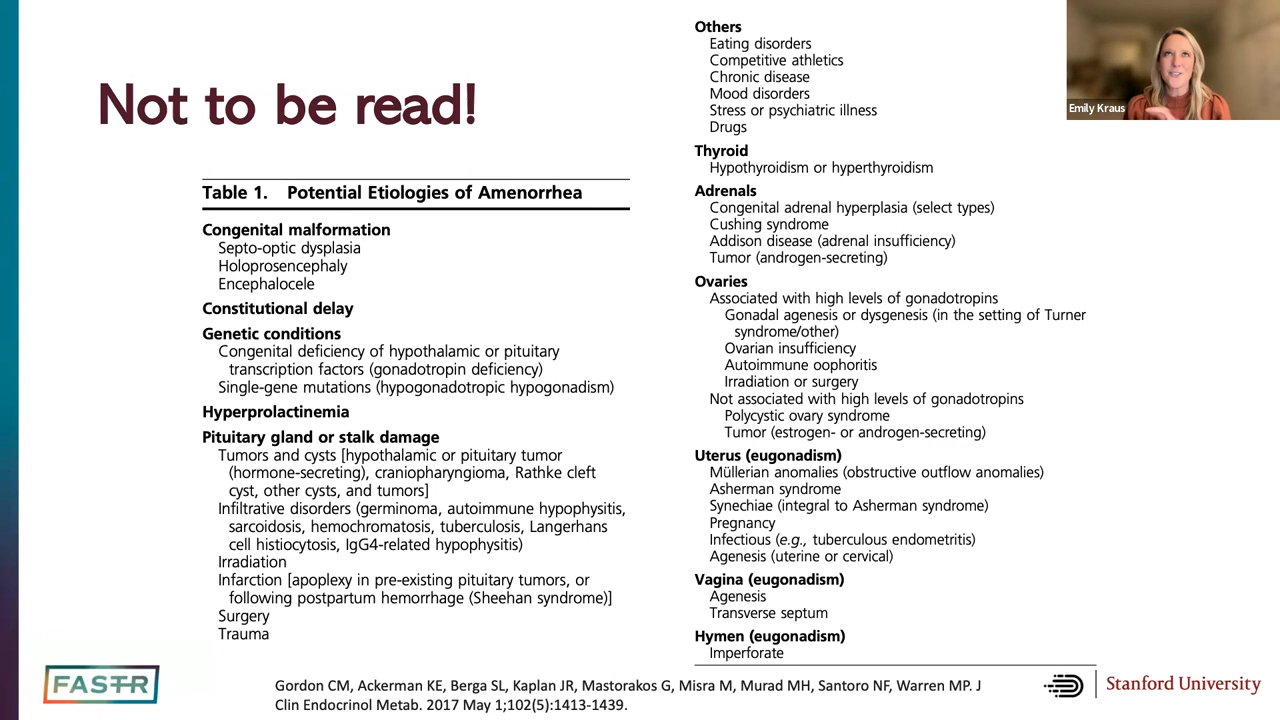 Not to be read!
Table 1. Potential Etiologies of Amenorrhea
Congenital malformation
Septo-optic dysplasia
Holoprosencephaly
Encephalocele
Constitutional delay
Genetic conditions
Congenital deficiency of hypothalamic or pituitary
transcription factors (gonadotropin deficiency)
Single-gene mutations (hypogonadotropic hypogonadism)
Hyperprolactinemia
Pituitary gland or stalk damage
Tumors and cysts [hypothalamic or pituitary tumor
(hormone-secreting), craniopharyngioma, Rathke cleft
cyst, other cysts, and tumors]
Infiltrative disorders (germinoma, autoimmune hypophysitis,
sarcoidosis, hemochromatosis, tuberculosis, Langerhans
cell histiocytosis, IgG4-related hypophysitis)
Irradiation
Infarction [apoplexy in pre-existing pituitary tumors, or
following postpartum hemorrhage (Sheehan syndrome)]
Surgery
Trauma
Others
Eating disorders
Competitive athletics
Chronic disease
Mood disorders
Stress or psychiatric illness
Drugs
Thyroid
Hypothyroidism or hyperthyroidism
Adrenals
Congenital adrenal hyperplasia (select types)
Cushing syndrome
Addison disease (adrenal insufficiency)
Tumor (androgen-secreting)
Ovaries
Associated with high levels of gonadotropins
Gonadal agenesis or dysgenesis (in the setting of Turner
syndrome/other)
Ovarian insufficiency
Autoimmune oophoritis
Irradiation or surgery
Not associated with high levels of gonadotropins
Polycystic ovary syndrome
Tumor (estrogen- or androgen-secreting)
Uterus (eugonadism)
Müllerian anomalies (obstructive outflow anomalies)
Asherman syndrome
Synechiae (integral to Asherman syndrome)
Pregnancy
Infectious (e.g., tuberculous endometritis)
Agenesis (uterine or cervical)
Vagina (eugonadism)
Agenesis
Transverse septum
Hymen (eugonadism)
Imperforate
Emily Kraus
FASTR
Gordon CM, Ackerman KE, Berga SL, Kaplan JR, Mastorakos G, Misra M, Murad MH, Santoro NF, Warren MP. J
Clin Endocrinol Metab. 2017 May 1;102(5):1413-1439.
Stanford University